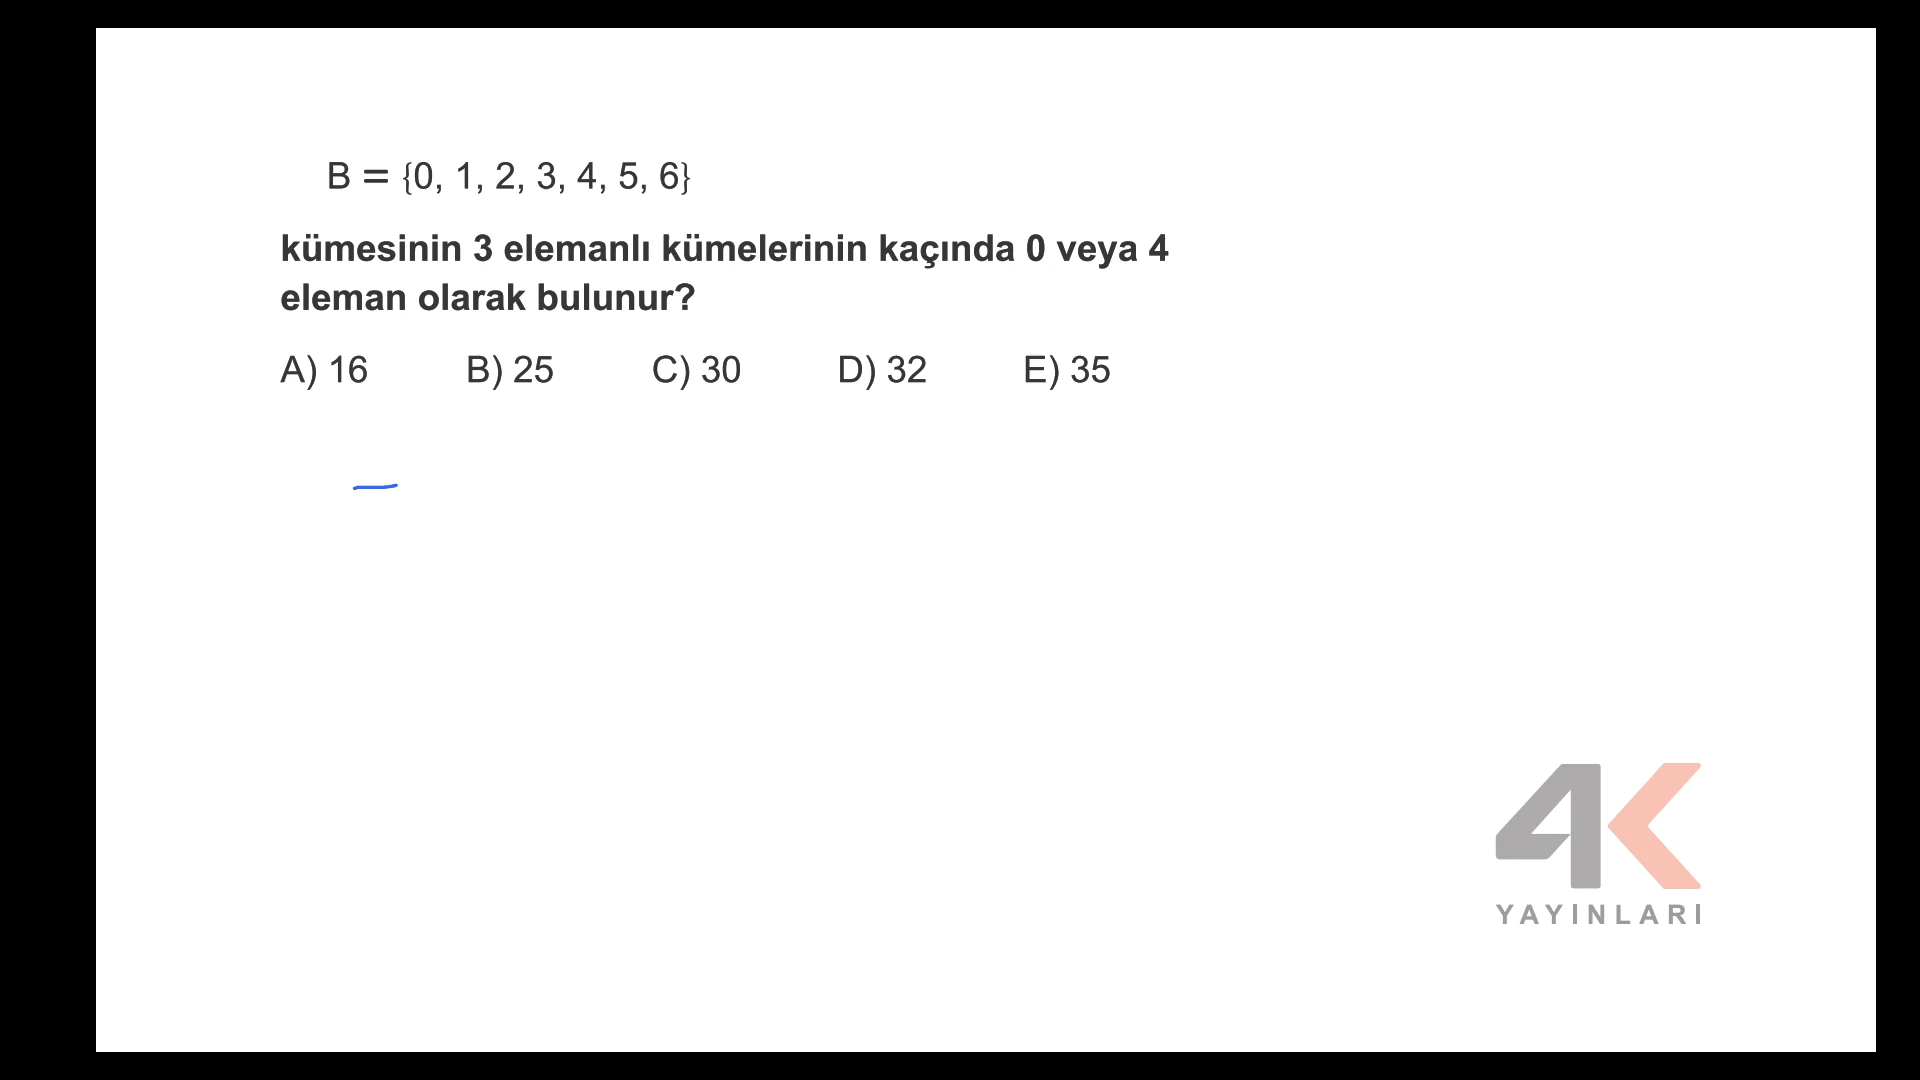 B = {0, 1, 2, 3, 4, 5, 6}
kümesinin 3 elemanlı kümelerinin kaçında 0 veya 4
eleman olarak bulunur?
A) 16 B) 25 C) 30 D) 32 E) 35
4K
YAYINLARI